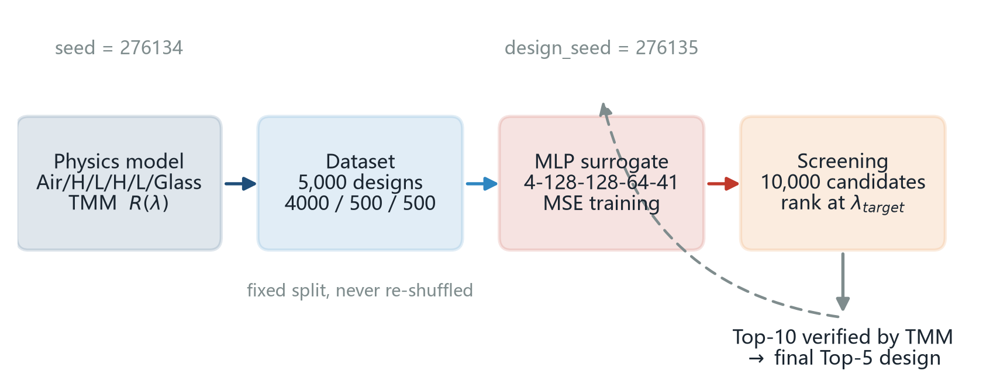 seed = 276134
design_seed = 276135
Physics model
Air/H/L/H/L/Glass
TMM R(λ)
Dataset
5,000 designs
4000 / 500 / 500
MLP surrogate
4-128-128-64-41
MSE training
Screening
10,000 candidates
rank at λtarget
fixed split, never re-shuffled
Top-10 verified by TMM
→ final Top-5 design